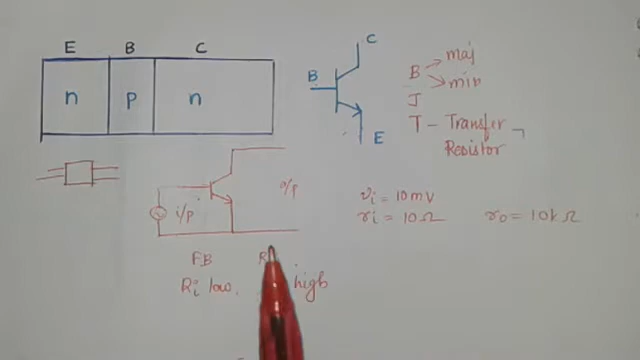 E B C
n p n
C
B
E
B maj
min
J
T - Transfer
Resistor
i/p
o/p
vi = 10mV
ri = 10Ω ro = 10kΩ
FB R
Ri low, high